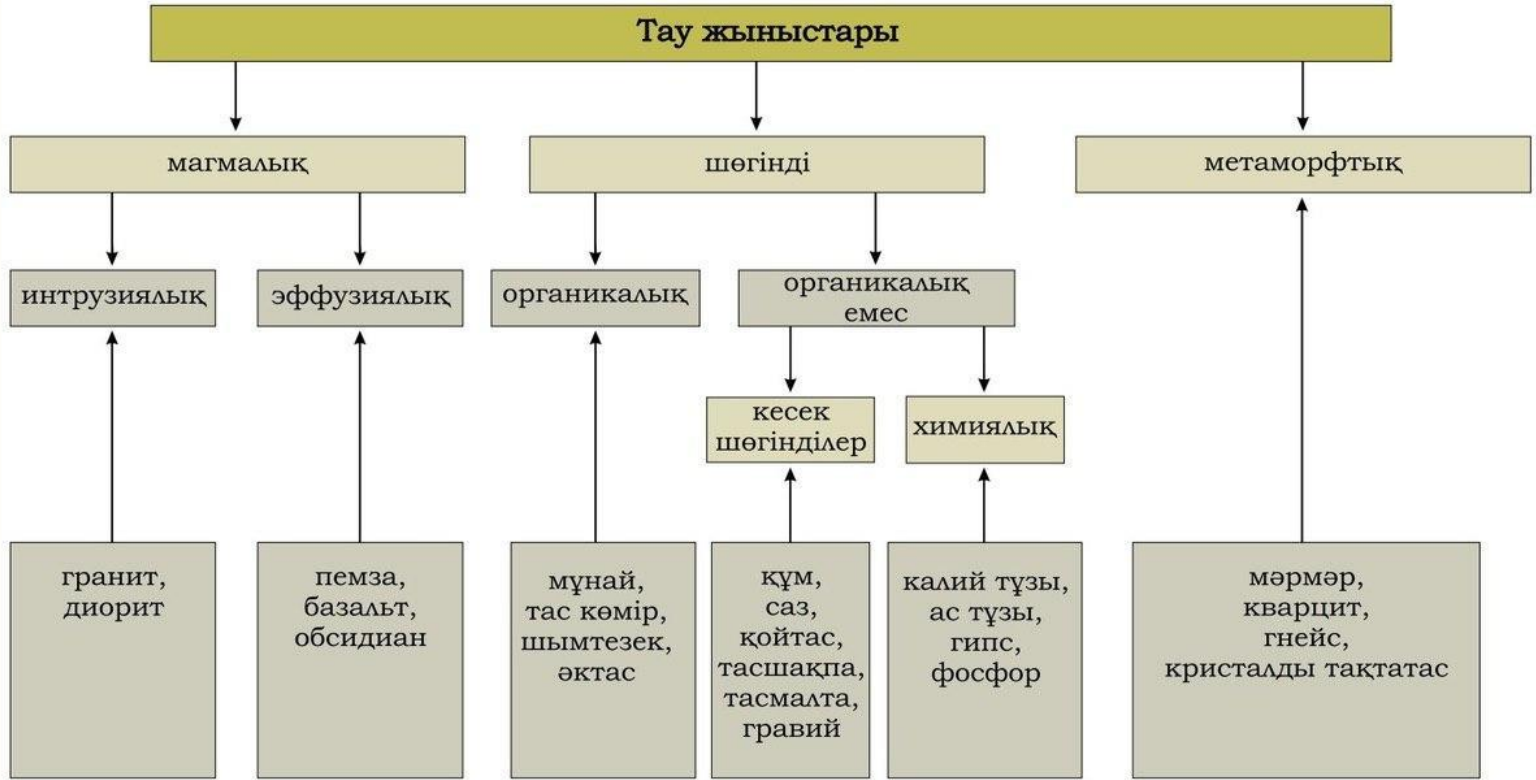 Тау жыныстары
магмалық
шөгінді
метаморфтық
интрузиялық
эффузиялық
органикалық
органикалық
емес
кесек
шөгінділер
химиялық
гранит,
диорит
пемза,
базальт,
обсидиан
мұнай,
тас көмір,
шымтезек,
әктас
құм,
саз,
қойтас,
тасшақпа,
тасмалта,
гравий
калий тұзы,
ас тұзы,
гипс,
фосфор
мәрмәр,
кварцит,
гнейс,
кристалды тақтатас